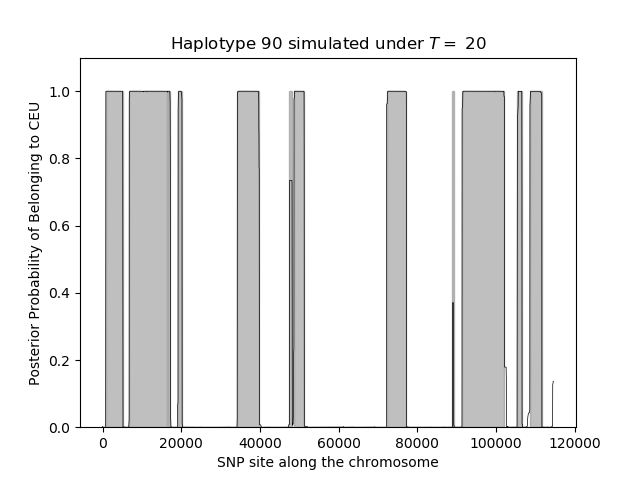 Haplotype 90 simulated under T = 20
Posterior Probability of Belonging to CEU
1.0
0.8
0.6
0.4
0.2
0.0
0 20000 40000 60000 80000 100000 120000
SNP site along the chromosome